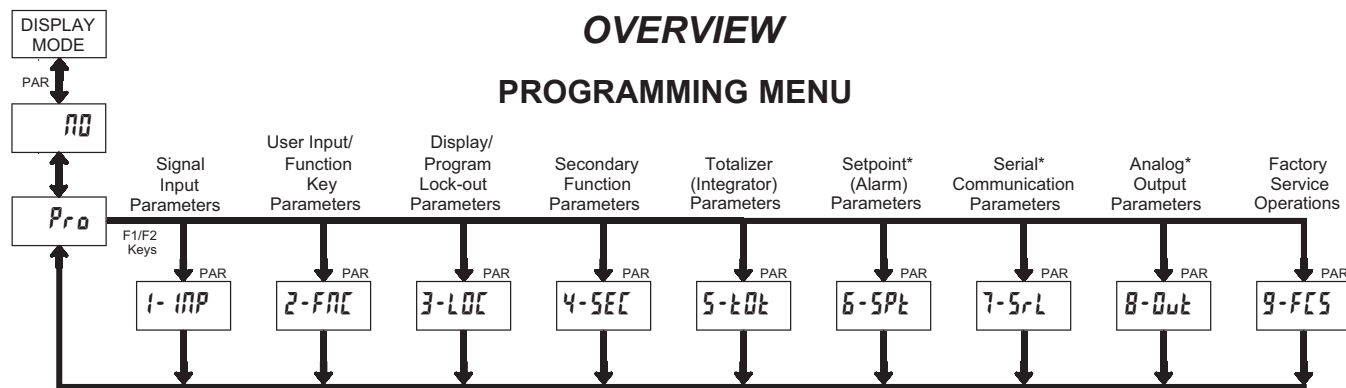 OVERVIEW
PROGRAMMING MENU
DISPLAY
MODE
PAR
NO
Pro
F1/F2
Keys
Signal
Input
Parameters
User Input/
Function
Key
Parameters
Display/
Program
Lock-out
Parameters
Secondary
Function
Parameters
Totalizer
(Integrator)
Parameters
Setpoint*
(Alarm)
Parameters
Serial*
Communication
Parameters
Analog*
Output
Parameters
Factory
Service
Operations
PAR
PAR
PAR
PAR
PAR
PAR
PAR
PAR
PAR
1-INP
2-FNC
3-LOC
4-SEC
5-tOt
6-SPt
7-SrL
8-Out
9-FCS